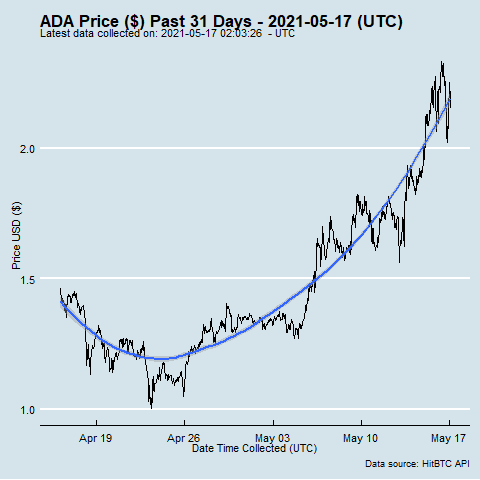 ADA Price ($) Past 31 Days - 2021-05-17 (UTC)
Latest data collected on: 2021-05-17 02:03:26 - UTC
2.0
1.5
1.0
Price USD ($)
Apr 19 Apr 26 May 03 May 10 May 17
Date Time Collected (UTC)
Data source: HitBTC API